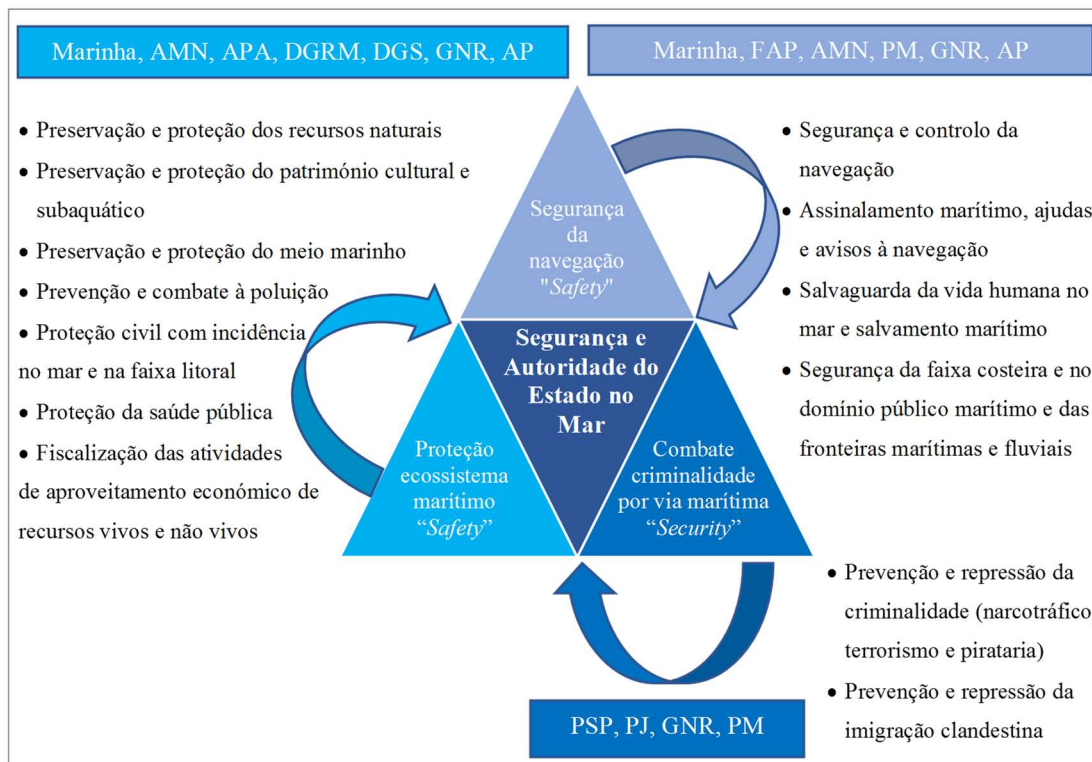 Marinha, AMN, APA, DGRM, DGS, GNR, AP
Marinha, FAP, AMN, PM, GNR, AP
• Preservação e proteção dos recursos naturais
• Preservação e proteção do património cultural e
subaquático
• Preservação e proteção do meio marinho
• Prevenção e combate à poluição
• Proteção civil com incidência
no mar e na faixa litoral
• Proteção da saúde pública
• Fiscalização das atividades
de aproveitamento económico de
recursos vivos e não vivos
Segurança
da
navegação
"Safety"
Segurança e
Autoridade do
Estado no
Mar
Proteção
ecossistema
marítimo
“Safety”
Combate
criminalidade
por via marítima
“Security”
• Segurança e controlo da
navegação
• Assinalamento marítimo, ajudas
e avisos à navegação
• Salvaguarda da vida humana no
mar e salvamento marítimo
• Segurança da faixa costeira e no
domínio público marítimo e das
fronteiras marítimas e fluviais
• Prevenção e repressão da
criminalidade (narcotráfico
terrorismo e pirataria)
• Prevenção e repressão da
imigração clandestina
PSP, PJ, GNR, PM